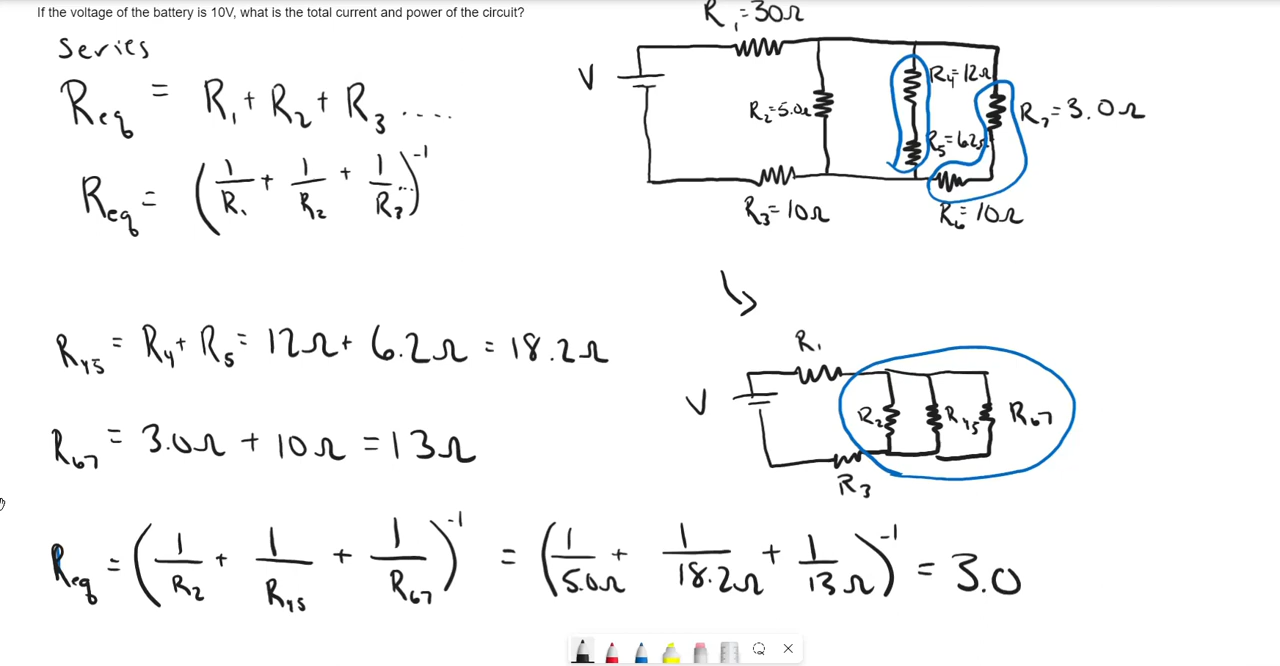 If the voltage of the battery is 10V, what is the total current and power of the circuit?
Series
Req = R1 + R2 + R3 ....
Req = (1/R1 + 1/R2 + 1/R3 ...)^-1
R1 = 30Ω
V
R2 = 5.0Ω
R4 = 12Ω
R5 = 6.2Ω
R7 = 3.0Ω
R3 = 10Ω
R6 = 10Ω
R45 = R4 + R5 = 12Ω + 6.2Ω = 18.2Ω
R67 = 3.0Ω + 10Ω = 13Ω
R1
V
R2
R45
R67
R3
Req = (1/R2 + 1/R45 + 1/R67)^-1 = (1/5.0Ω + 1/18.2Ω + 1/13Ω)^-1 = 3.0